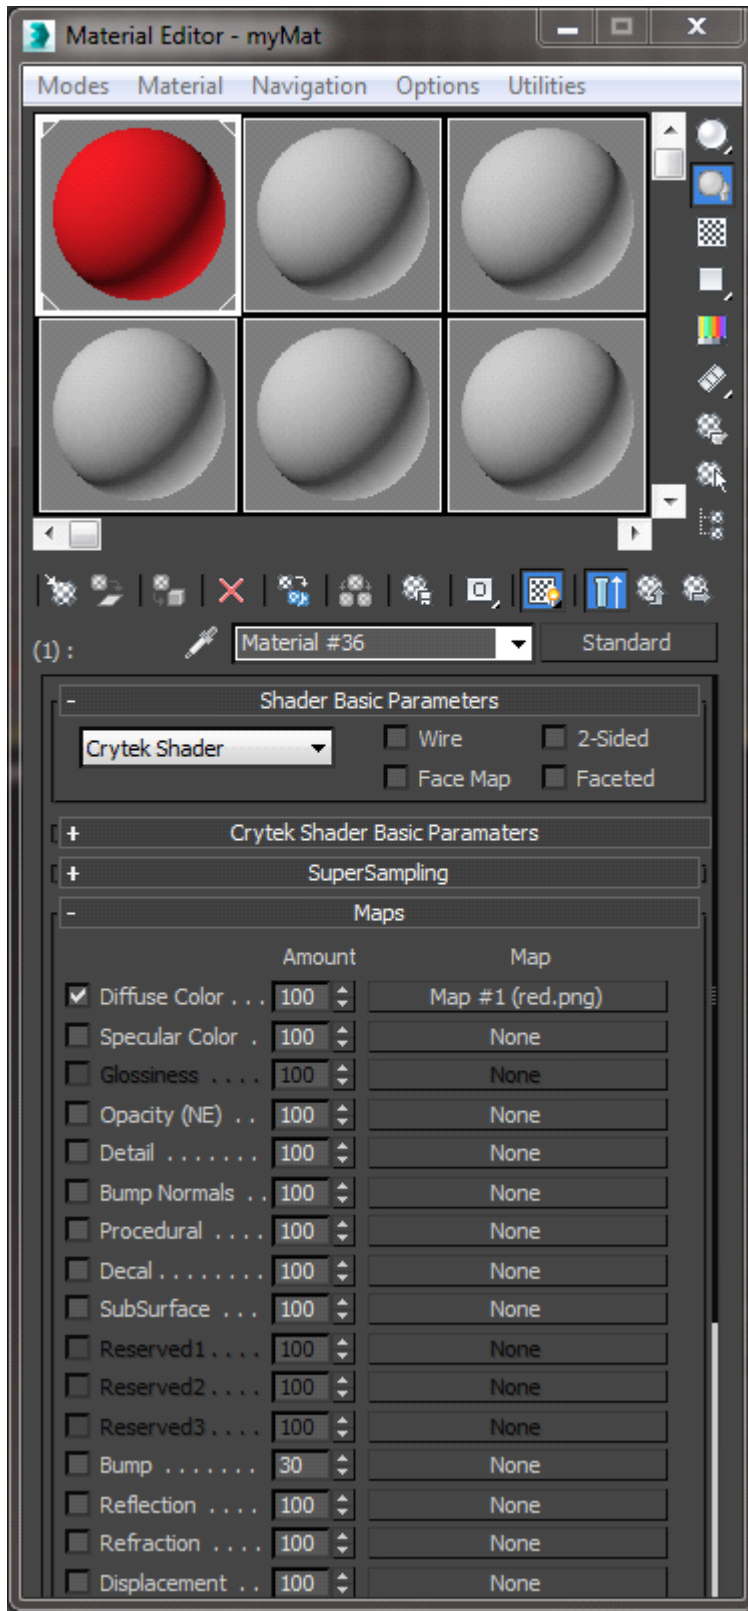 Material Editor - myMat
Modes Material Navigation Options Utilities
(1) : Material #36 Standard
- Shader Basic Parameters
Crytek Shader Wire 2-Sided
Face Map Faceted
+ Crytek Shader Basic Paramaters
+ SuperSampling
- Maps
Amount Map
Diffuse Color . . . 100 Map #1 (red.png)
Specular Color . 100 None
Glossiness . . . . 100 None
Opacity (NE) . . 100 None
Detail . . . . . . . 100 None
Bump Normals . . 100 None
Procedural . . . . 100 None
Decal . . . . . . . . 100 None
SubSurface . . . 100 None
Reserved1 . . . . 100 None
Reserved2 . . . . 100 None
Reserved3 . . . . 100 None
Bump . . . . . . . 30 None
Reflection . . . . 100 None
Refraction . . . . 100 None
Displacement . . 100 None